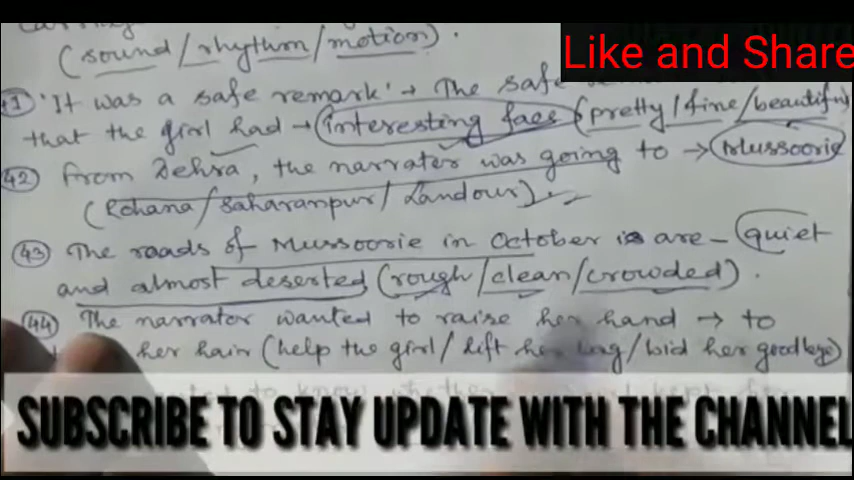 (sound/rhythm/motion).
Like and Share
41 'It was a safe remark' → The safe
that the girl had → interesting face (pretty/fine/beautiful
42 From Dehra, the narrator was going to → Mussoorie
(Rohana/Saharanpur/Landour)
43 The roads of Mussoorie in October is are - quiet
and almost deserted (rough/clean/crowded).
44 The narrator wanted to raise her hand → to
her hair (help the girl/lift her bag/bid her goodbye)
to know whether
SUBSCRIBE TO STAY UPDATE WITH THE CHANNEL